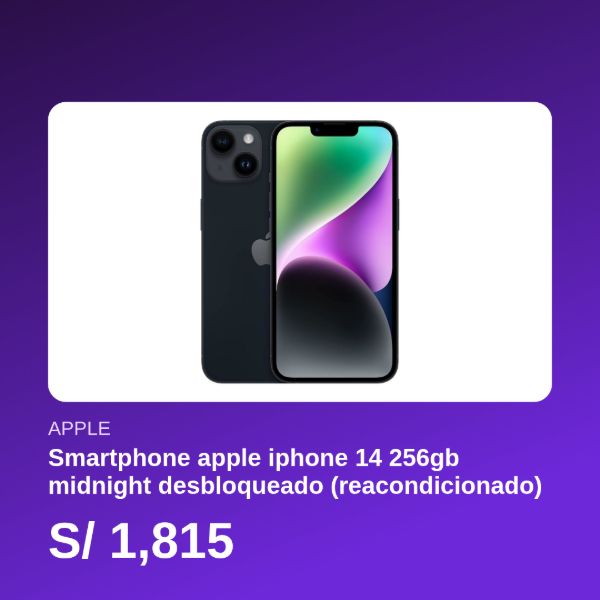 APPLE
Smartphone apple iphone 14 256gb
midnight desbloqueado (reacondicionado)
S/ 1,815